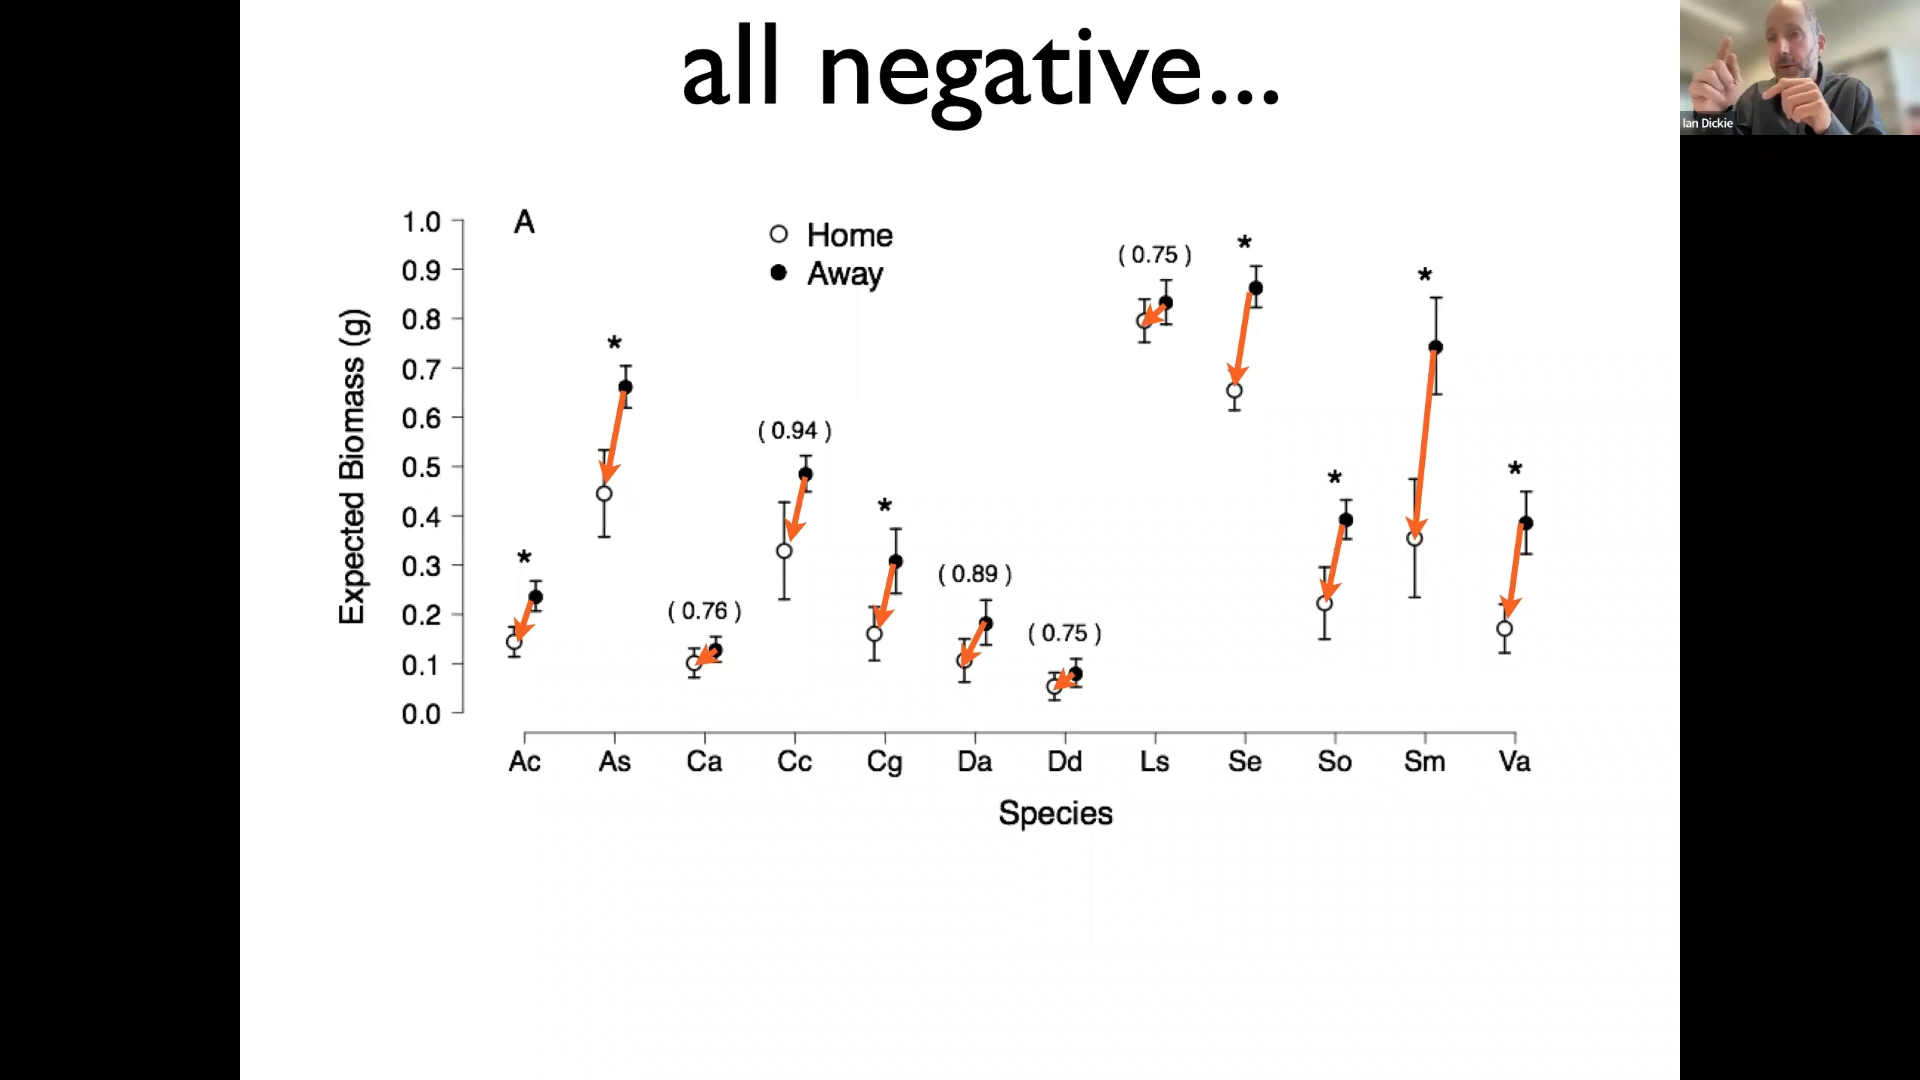 all negative...
Ian Dickie
A
Home
Away
Expected Biomass (g)
1.0
0.9
0.8
0.7
0.6
0.5
0.4
0.3
0.2
0.1
0.0
*
*
( 0.76 )
( 0.94 )
*
( 0.89 )
( 0.75 )
( 0.75 )
*
*
*
*
Ac As Ca Cc Cg Da Dd Ls Se So Sm Va
Species